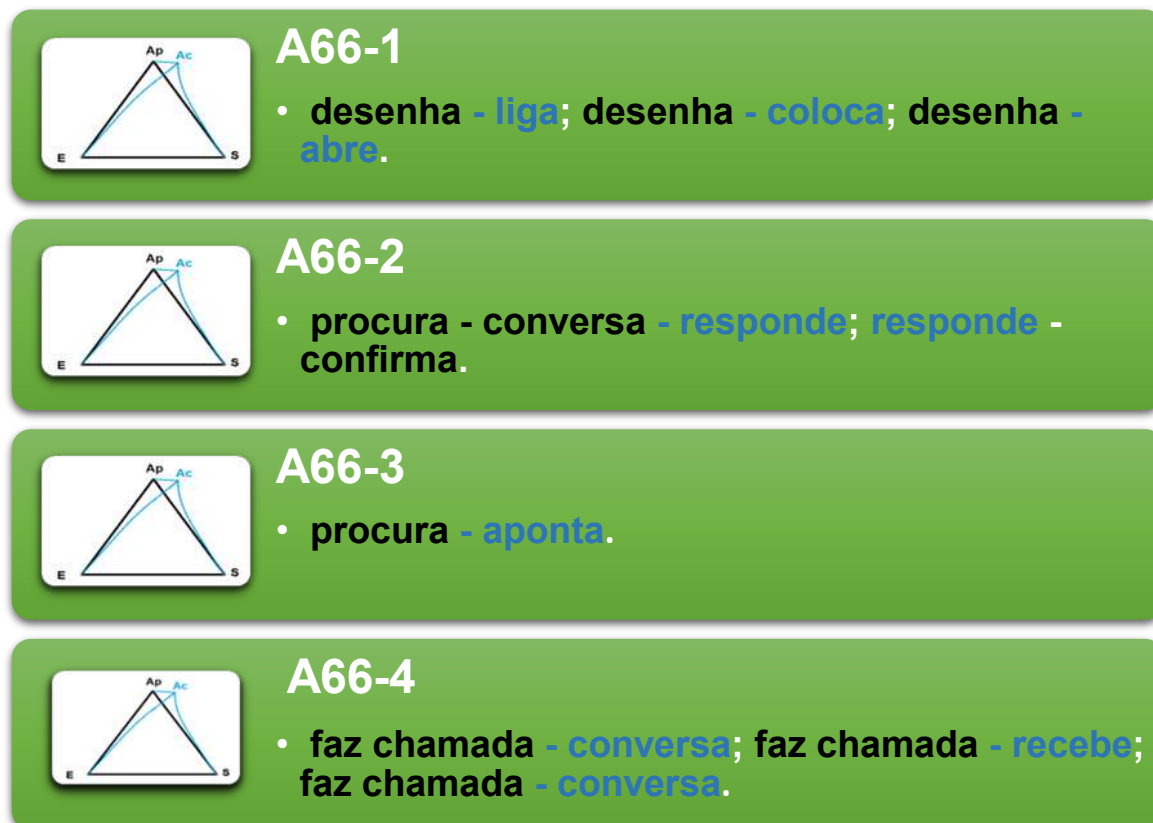 Ap Ac
E S
A66-1
• desenha - liga; desenha - coloca; desenha -
abre.
Ap Ac
E S
A66-2
• procura - conversa - responde; responde -
confirma.
Ap Ac
E S
A66-3
• procura - aponta.
Ap Ac
E S
A66-4
• faz chamada - conversa; faz chamada - recebe;
faz chamada - conversa.